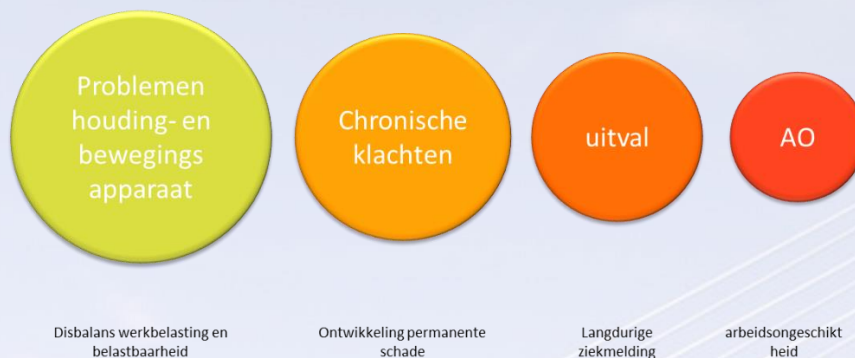 Problemen
houding- en
bewegings
apparaat
Chronische
klachten
uitval
AO
Disbalans werkbelasting en
belastbaarheid
Ontwikkeling permanente
schade
Langdurige
ziekmelding
arbeidsongeschikt
heid